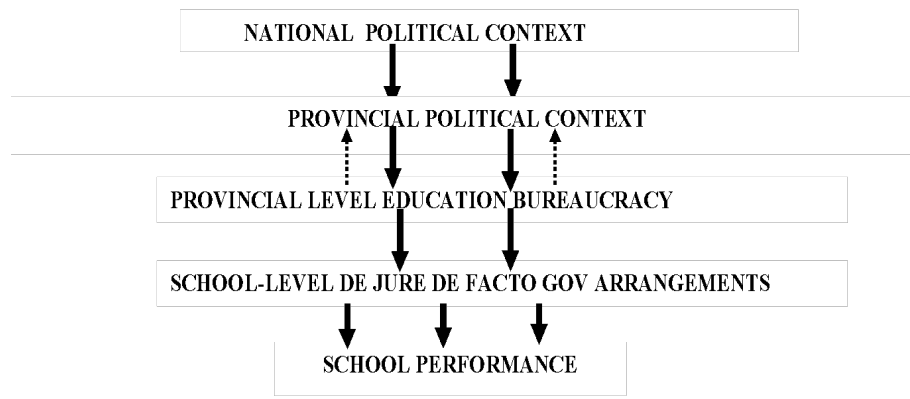 NATIONAL POLITICAL CONTEXT
PROVINCIAL POLITICAL CONTEXT
PROVINCIAL LEVEL EDUCATION BUREAUCRACY
SCHOOL-LEVEL DE JURE DE FACTO GOV ARRANGEMENTS
SCHOOL PERFORMANCE